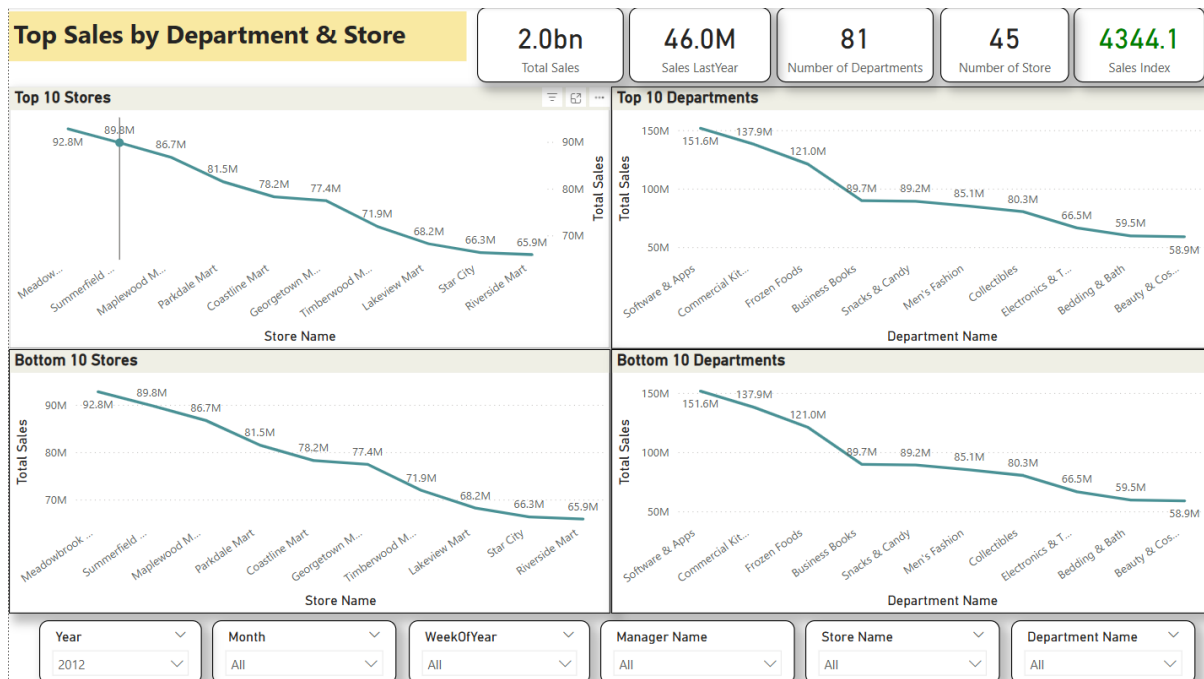 Top Sales by Department & Store
2.0bn
Total Sales
46.0M
Sales LastYear
81
Number of Departments
45
Number of Store
4344.1
Sales Index
Top 10 Stores
92.8M
89.8M
86.7M
81.5M
78.2M
77.4M
71.9M
68.2M
66.3M
65.9M
90M
80M
70M
Total Sales
Meadow...
Summerfield ...
Maplewood M...
Parkdale Mart
Coastline Mart
Georgetown M...
Timberwood M...
Lakeview Mart
Star City
Riverside Mart
Store Name
Top 10 Departments
Total Sales
150M
100M
50M
151.6M
137.9M
121.0M
89.7M
89.2M
85.1M
80.3M
66.5M
59.5M
58.9M
Software & Apps
Commercial Kit...
Frozen Foods
Business Books
Snacks & Candy
Men's Fashion
Collectibles
Electronics & T...
Bedding & Bath
Beauty & Cos...
Department Name
Bottom 10 Stores
Total Sales
90M
80M
70M
92.8M
89.8M
86.7M
81.5M
78.2M
77.4M
71.9M
68.2M
66.3M
65.9M
Meadowbrook ...
Summerfield ...
Maplewood M...
Parkdale Mart
Coastline Mart
Georgetown M...
Timberwood M...
Lakeview Mart
Star City
Riverside Mart
Store Name
Bottom 10 Departments
Total Sales
150M
100M
50M
151.6M
137.9M
121.0M
89.7M
89.2M
85.1M
80.3M
66.5M
59.5M
58.9M
Software & Apps
Commercial Kit...
Frozen Foods
Business Books
Snacks & Candy
Men's Fashion
Collectibles
Electronics & T...
Bedding & Bath
Beauty & Cos...
Department Name
Year
2012
Month
All
WeekOfYear
All
Manager Name
All
Store Name
All
Department Name
All